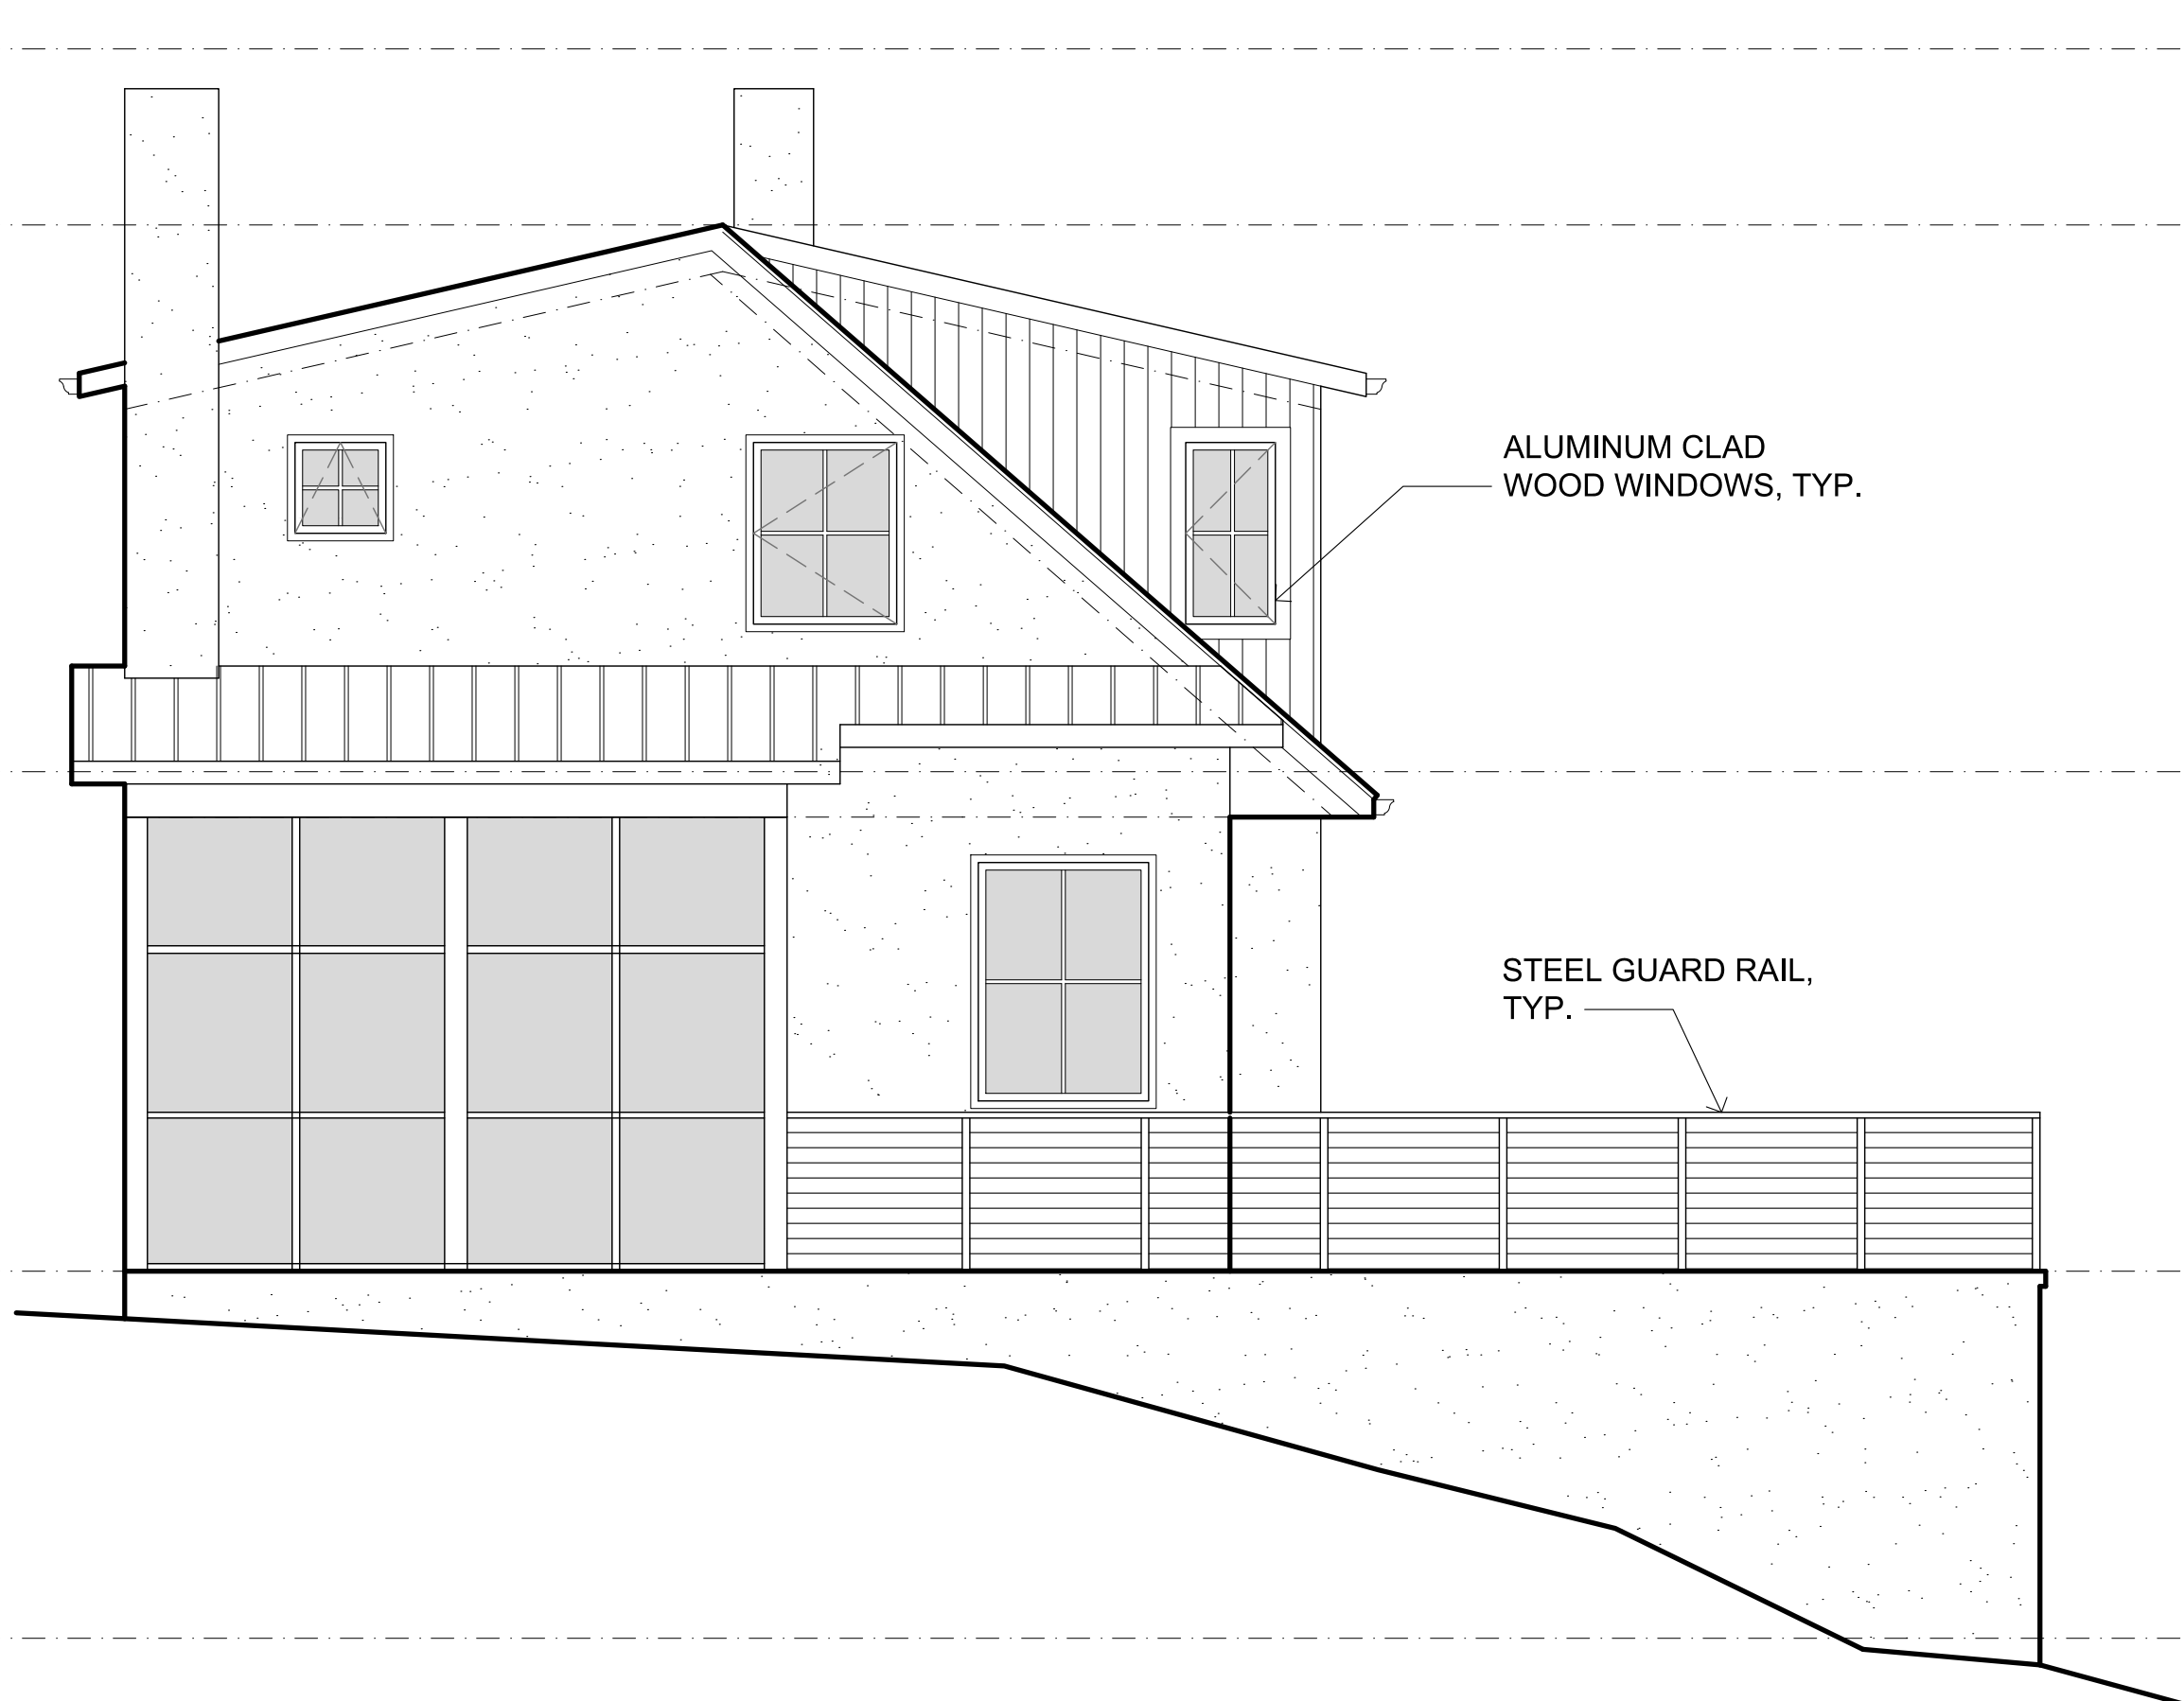 ALUMINUM CLAD
WOOD WINDOWS, TYP.
STEEL GUARD RAIL,
TYP.